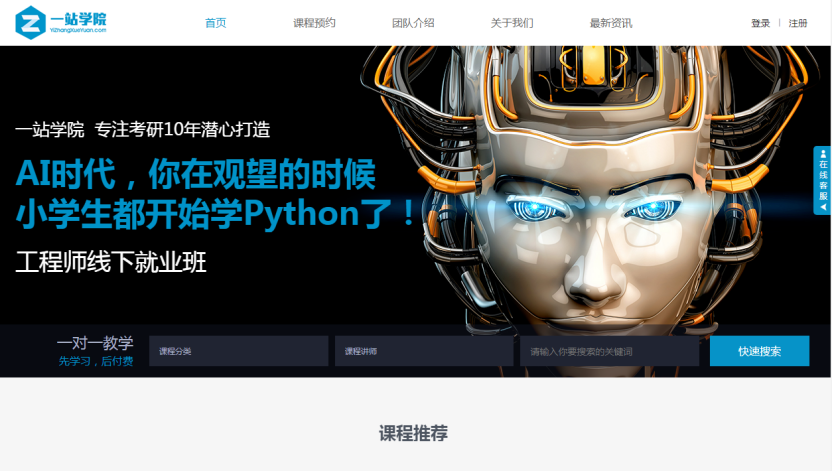 一站学院
YiZhangXueYuan.com
首页
课程预约
团队介绍
关于我们
最新资讯
登录 | 注册
一站学院 专注考研10年潜心打造
AI时代，你在观望的时候
小学生都开始学Python了！
工程师线下就业班
在线客服
一对一教学
先学习，后付费
课程分类
课程讲师
请输入你要搜索的关键词
快速搜索
课程推荐